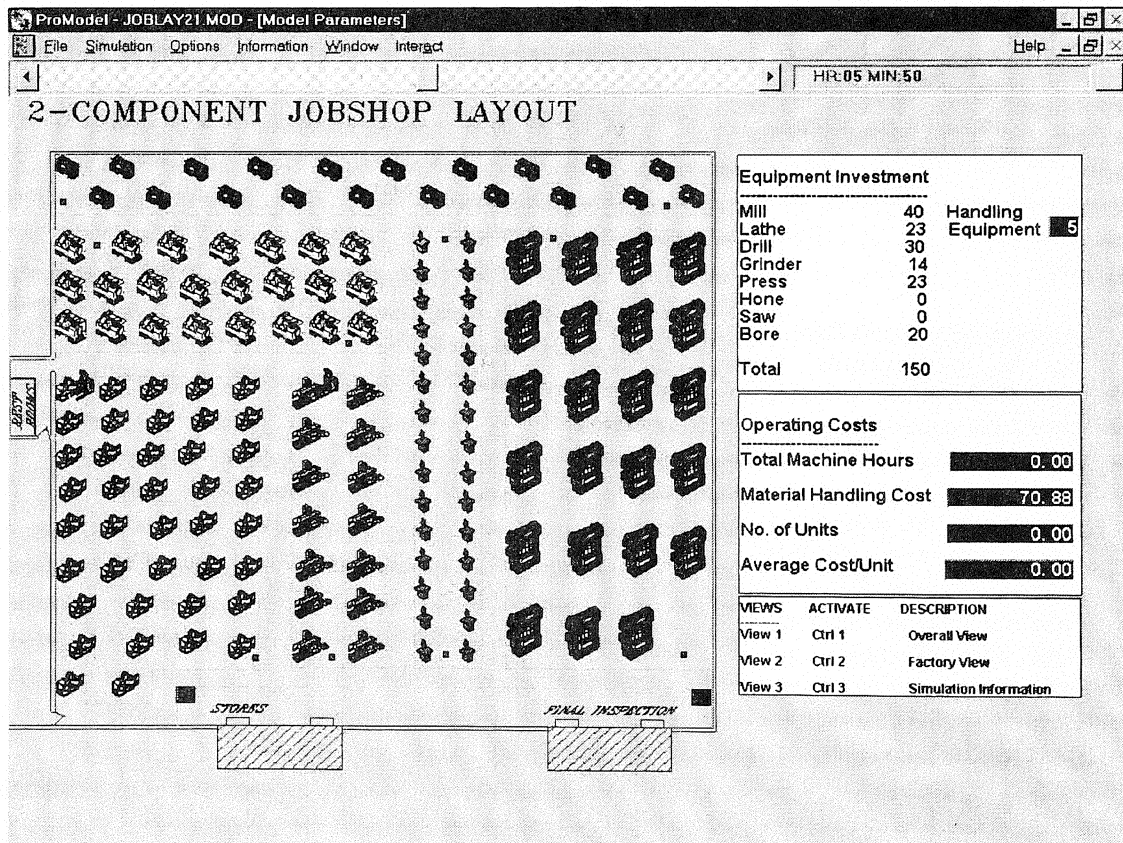 ProModel - JOBLAY21.MOD - [Model Parameters]
File Simulation Options Information Window Interact Help
HR:05 MIN:50
2-COMPONENT JOBSHOP LAYOUT
Equipment Investment
Mill 40 Handling
Lathe 23 Equipment 5
Drill 30
Grinder 14
Press 23
Hone 0
Saw 0
Bore 20
Total 150
Operating Costs
Total Machine Hours 0.00
Material Handling Cost 70.88
No. of Units 0.00
Average Cost/Unit 0.00
VIEWS ACTIVATE DESCRIPTION
View 1 Ctrl 1 Overall View
View 2 Ctrl 2 Factory View
View 3 Ctrl 3 Simulation Information
STORES
FINAL INSPECTION